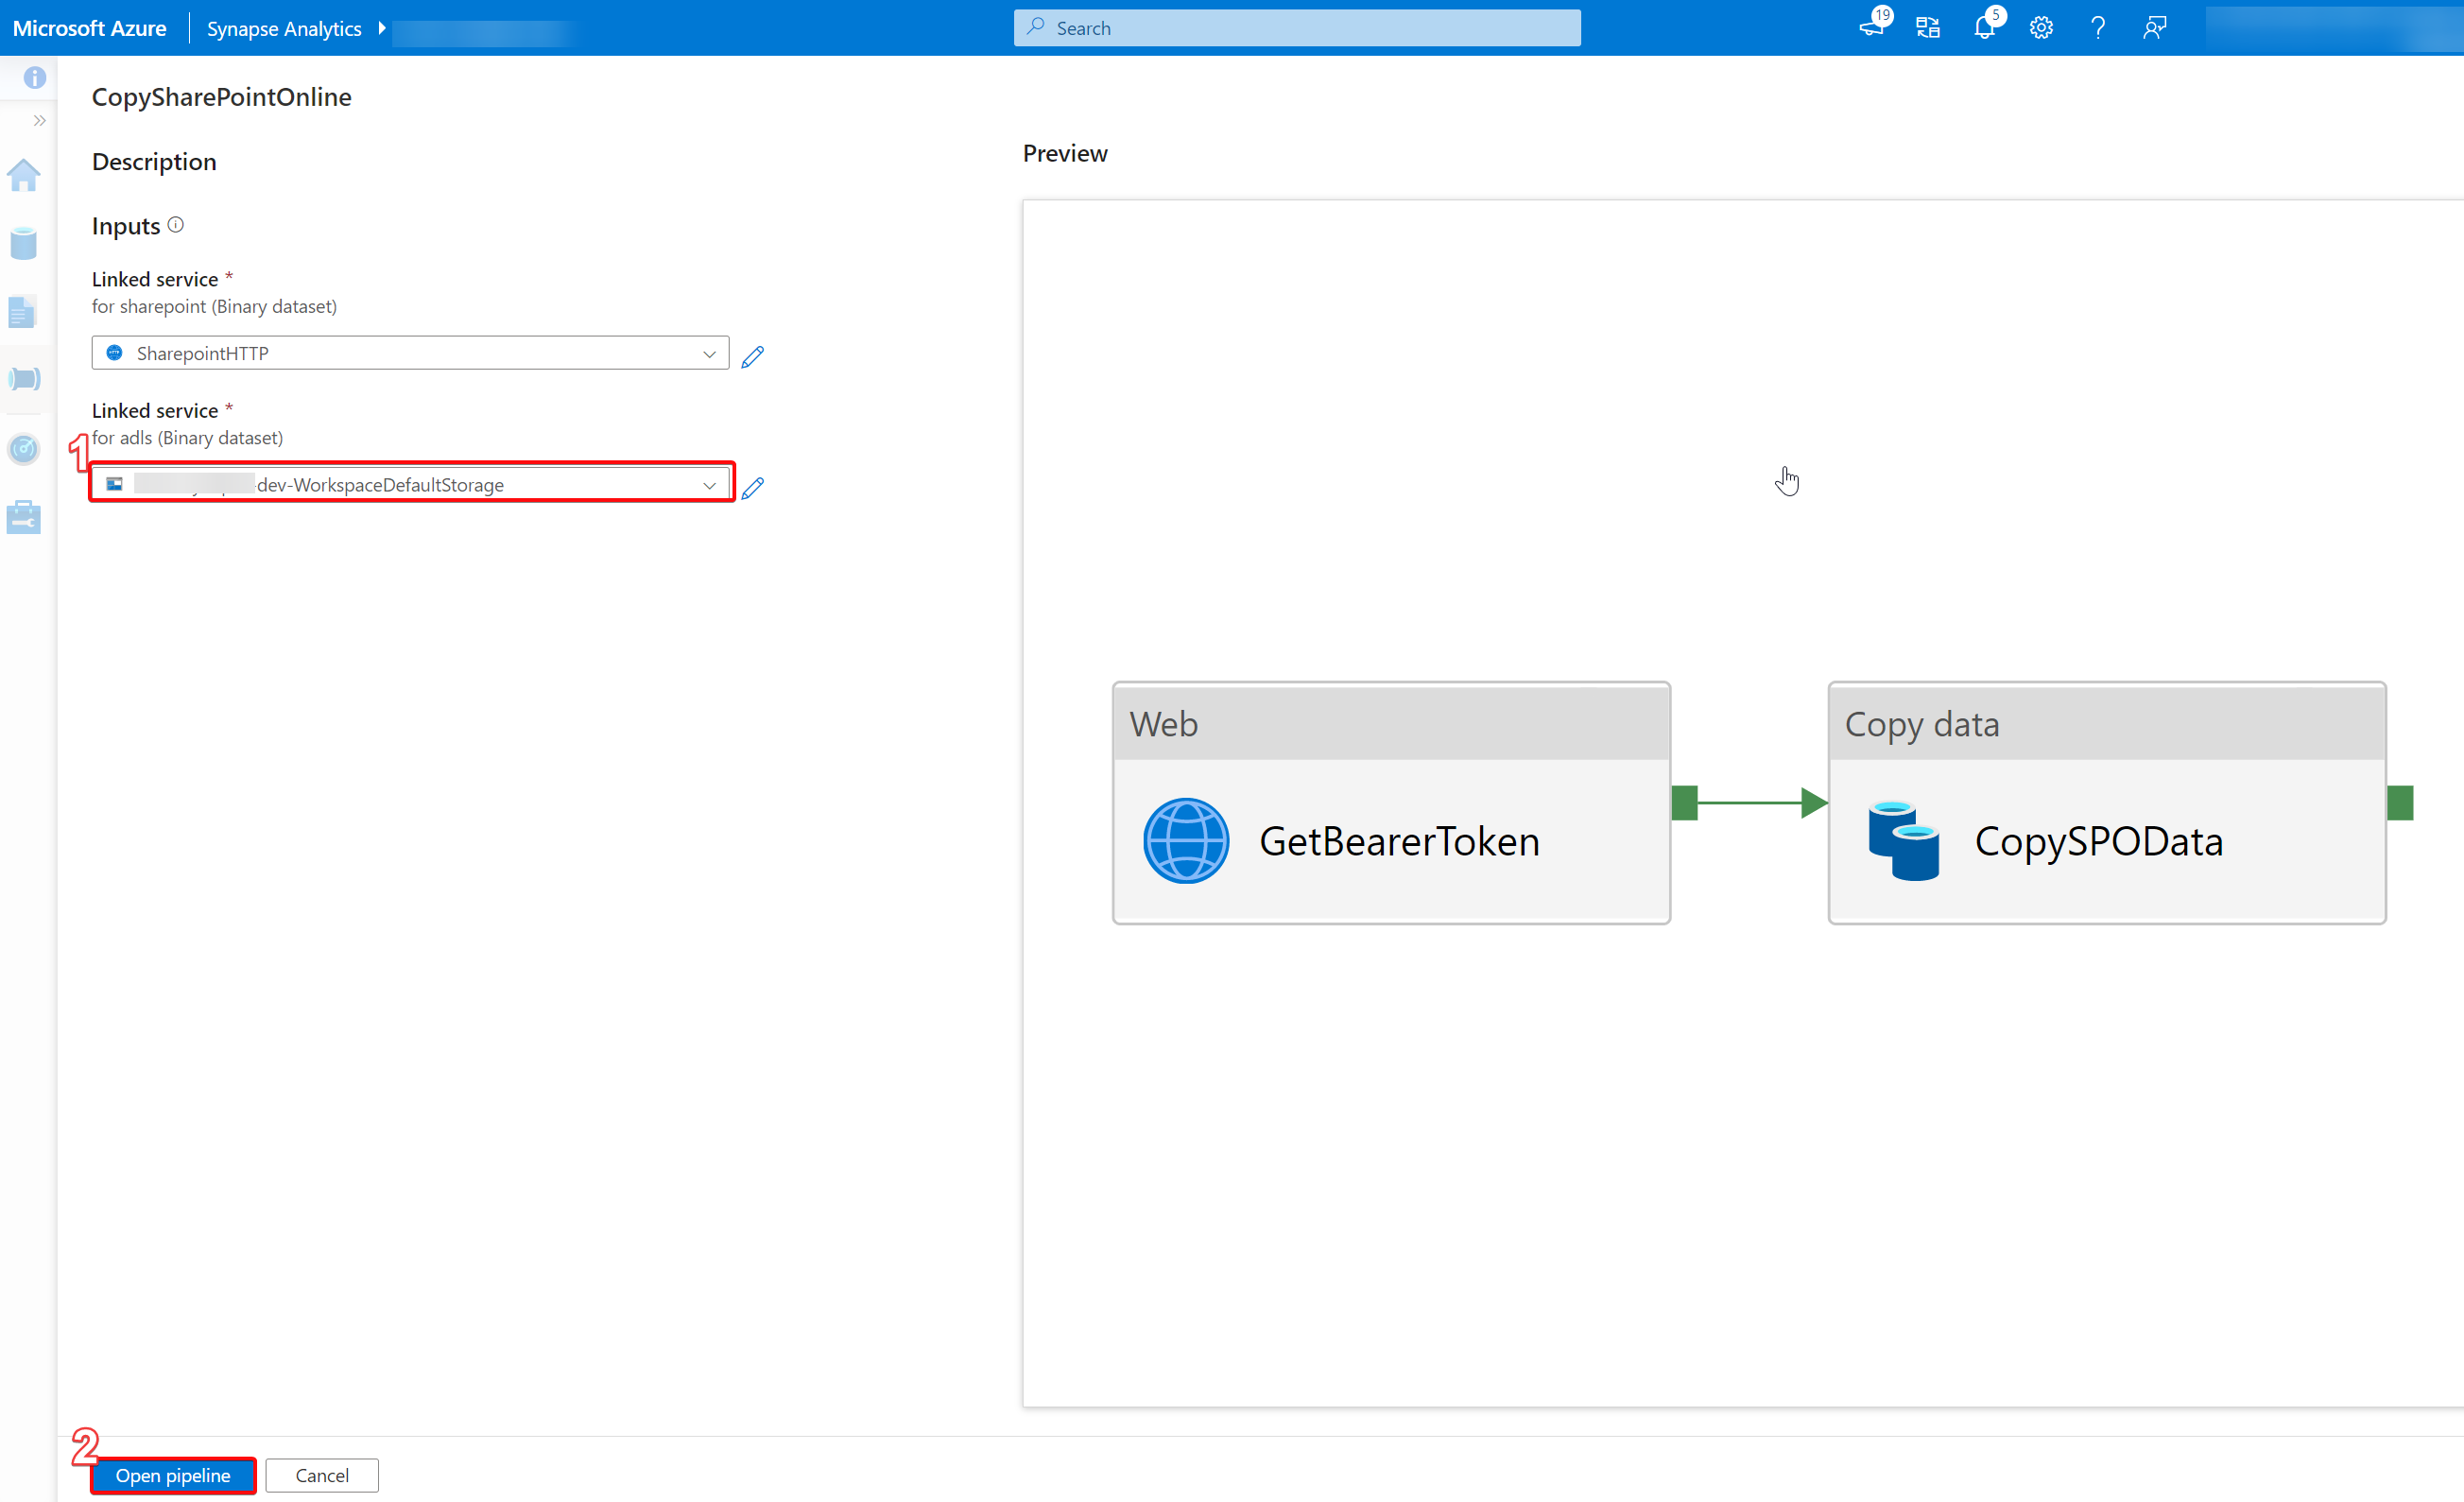 Microsoft Azure
Synapse Analytics
Search
19
5
CopySharePointOnline
Description
Preview
Inputs
Linked service *
for sharepoint (Binary dataset)
SharepointHTTP
Linked service *
1
for adls (Binary dataset)
-dev-WorkspaceDefaultStorage
Web
Copy data
GetBearerToken
CopySPOData
2
Open pipeline
Cancel